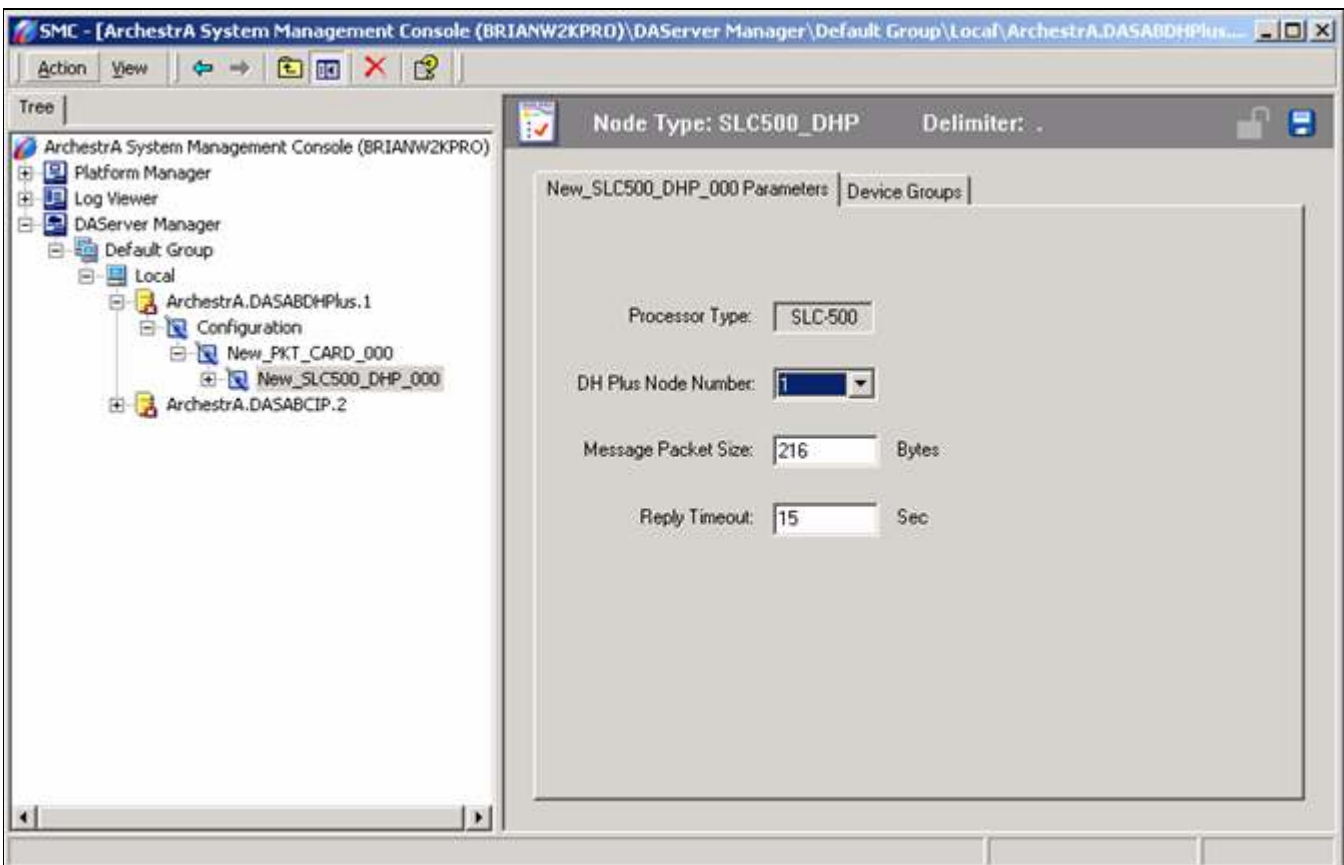 SMC - [ArchestrA System Management Console (BRIANW2KPRO)\DAServer Manager\Default Group\Local\ArchestrA.DASABDHPlus....
Action View
Tree
Node Type: SLC500_DHP Delimiter: .
ArchestrA System Management Console (BRIANW2KPRO)
Platform Manager
Log Viewer
DAServer Manager
Default Group
Local
ArchestrA.DASABDHPlus.1
Configuration
New_PKT_CARD_000
New_SLC500_DHP_000
ArchestrA.DASABCIP.2
New_SLC500_DHP_000 Parameters Device Groups
Processor Type: SLC-500
DH Plus Node Number: 1
Message Packet Size: 216 Bytes
Reply Timeout: 15 Sec